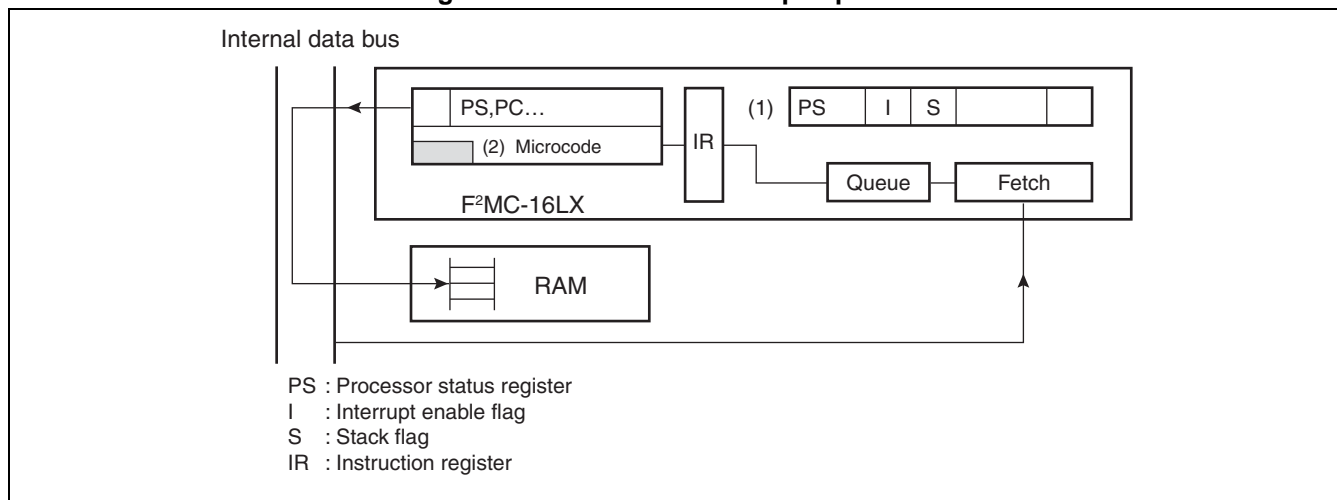 Internal data bus
PS,PC…
(2) Microcode
IR
(1) PS I S
Queue
Fetch
F²MC-16LX
RAM
PS : Processor status register
I : Interrupt enable flag
S : Stack flag
IR : Instruction register